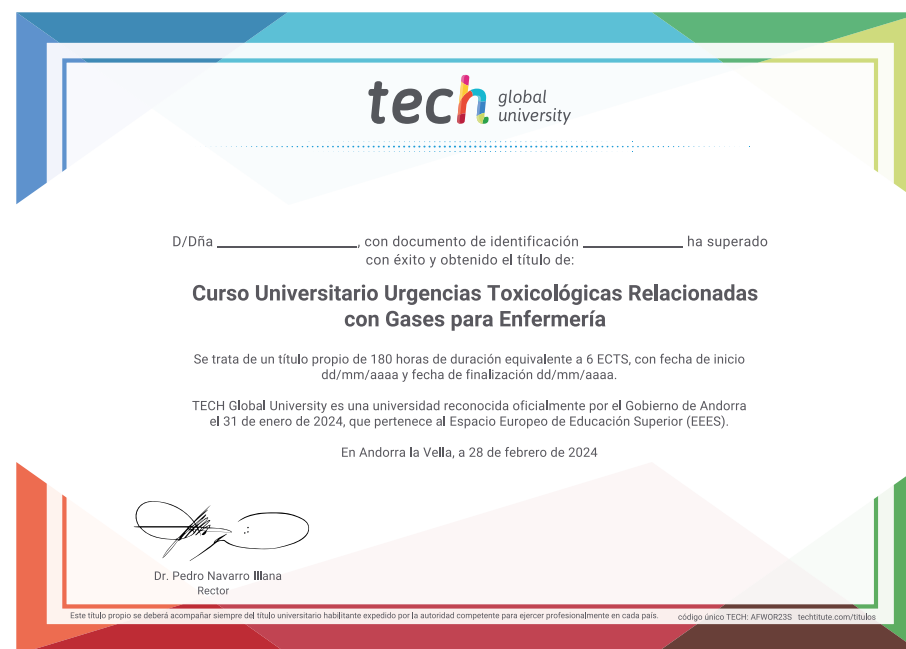 tech global university
D/Dña ____________, con documento de identificación ____________ ha superado
con éxito y obtenido el título de:
Curso Universitario Urgencias Toxicológicas Relacionadas
con Gases para Enfermería
Se trata de un título propio de 180 horas de duración equivalente a 6 ECTS, con fecha de inicio
dd/mm/aaaa y fecha de finalización dd/mm/aaaa.
TECH Global University es una universidad reconocida oficialmente por el Gobierno de Andorra
el 31 de enero de 2024, que pertenece al Espacio Europeo de Educación Superior (EEES).
En Andorra la Vella, a 28 de febrero de 2024
Dr. Pedro Navarro Illana
Rector
Este título propio se deberá acompañar siempre del título universitario habilitante expedido por la autoridad competente para ejercer profesionalmente en cada país. código único TECH: AFWOR23S techtitute.com/titulos